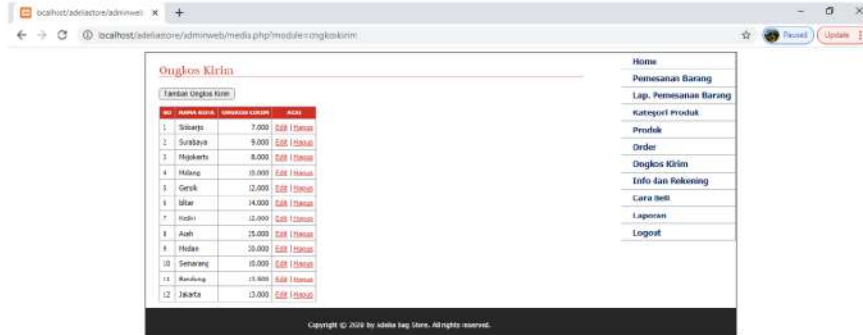 localhost/adeliastore/adminweb
localhost/adeliastore/adminweb/media.php?module=ongkoskirim
Paused
Update
Ongkos Kirim
Tambah Ongkos Kirim
NO NAMA KOTA ONGKOS KIRIM AKSI
1 Sidoarjo 7.000 Edit | Hapus
2 Surabaya 9.000 Edit | Hapus
3 Mojokerto 8.000 Edit | Hapus
4 Malang 10.000 Edit | Hapus
5 Gersik 12.000 Edit | Hapus
6 blitar 14.000 Edit | Hapus
7 Kediri 12.000 Edit | Hapus
8 Aceh 25.000 Edit | Hapus
9 Medan Edit | Hapus
10 Semarang 10.000 Edit | Hapus
11 Bandung Edit | Hapus
12 Jakarta 13.000 Edit | Hapus
Home
Pemesanan Barang
Lap. Pemesanan Barang
Kategori Produk
Produk
Order
Ongkos Kirim
Info dan Rekening
Cara Beli
Laporan
Logout
Copyright © 2020 by Adelia bag Store. All rights reserved.